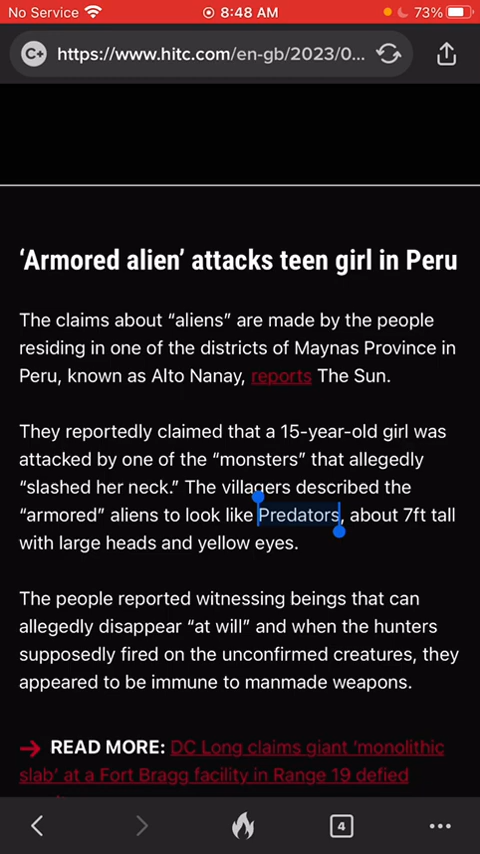 No Service 8:48 AM 73%
C+ https://www.hitc.com/en-gb/2023/0...
‘Armored alien’ attacks teen girl in Peru
The claims about “aliens” are made by the people
residing in one of the districts of Maynas Province in
Peru, known as Alto Nanay, reports The Sun.
They reportedly claimed that a 15-year-old girl was
attacked by one of the “monsters” that allegedly
“slashed her neck.” The villagers described the
“armored” aliens to look like Predators, about 7ft tall
with large heads and yellow eyes.
The people reported witnessing beings that can
allegedly disappear “at will” and when the hunters
supposedly fired on the unconfirmed creatures, they
appeared to be immune to manmade weapons.
→ READ MORE: DC Long claims giant ‘monolithic
slab’ at a Fort Bragg facility in Range 19 defied
4